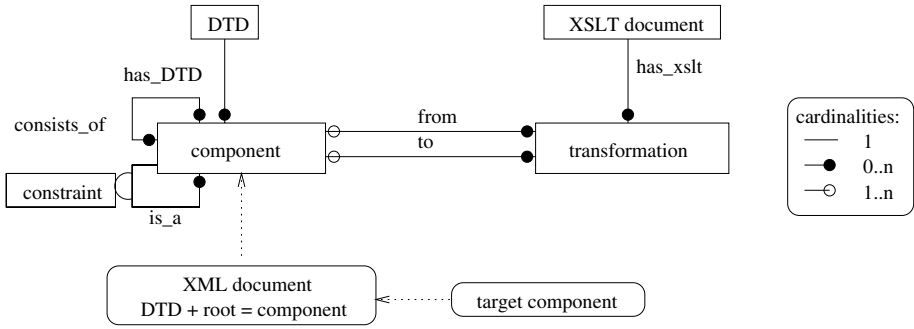 DTD
XSLT document
has_DTD
has_xslt
consists_of
from
cardinalities:
component
to
transformation
1
0..n
constraint
1..n
is_a
XML document
DTD + root = component
target component